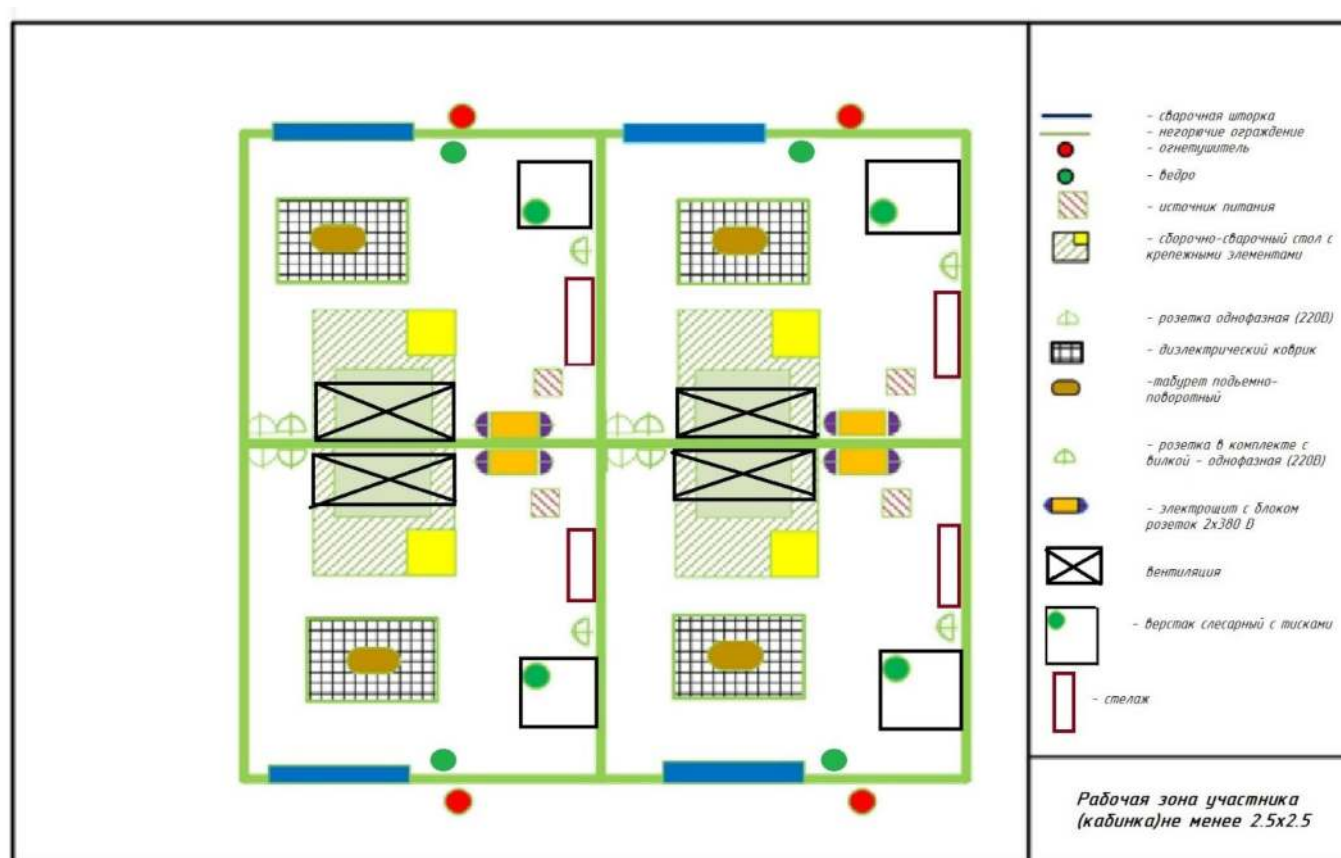 - сварочная шторка
- негорючие ограждение
- огнетушитель
- ведро
- источник питания
- сборочно-сварочный стол с
крепежными элементами
- розетка однофазная (220В)
- диэлектрический коврик
-табурет подьемно-
поворотный
- розетка в комплекте с
вилкой - однофазная (220В)
- электрощит с блоком
розеток 2x380 В
вентиляция
- верстак слесарный с тисками
- стелаж
Рабочая зона участника
(кабинка)не менее 2.5x2.5